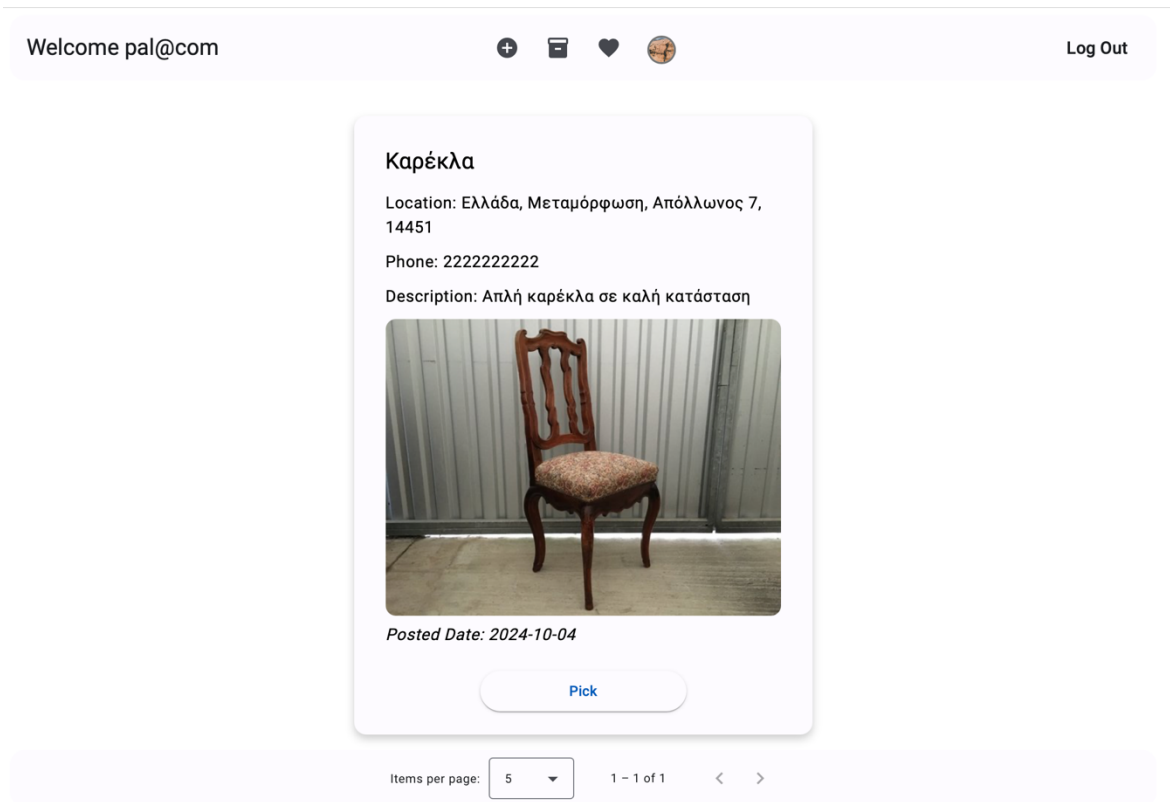 Welcome pal@com
Log Out
Καρέκλα
Location: Ελλάδα, Μεταμόρφωση, Απόλλωνος 7,
14451
Phone: 2222222222
Description: Απλή καρέκλα σε καλή κατάσταση
Posted Date: 2024-10-04
Pick
Items per page: 5 1 – 1 of 1